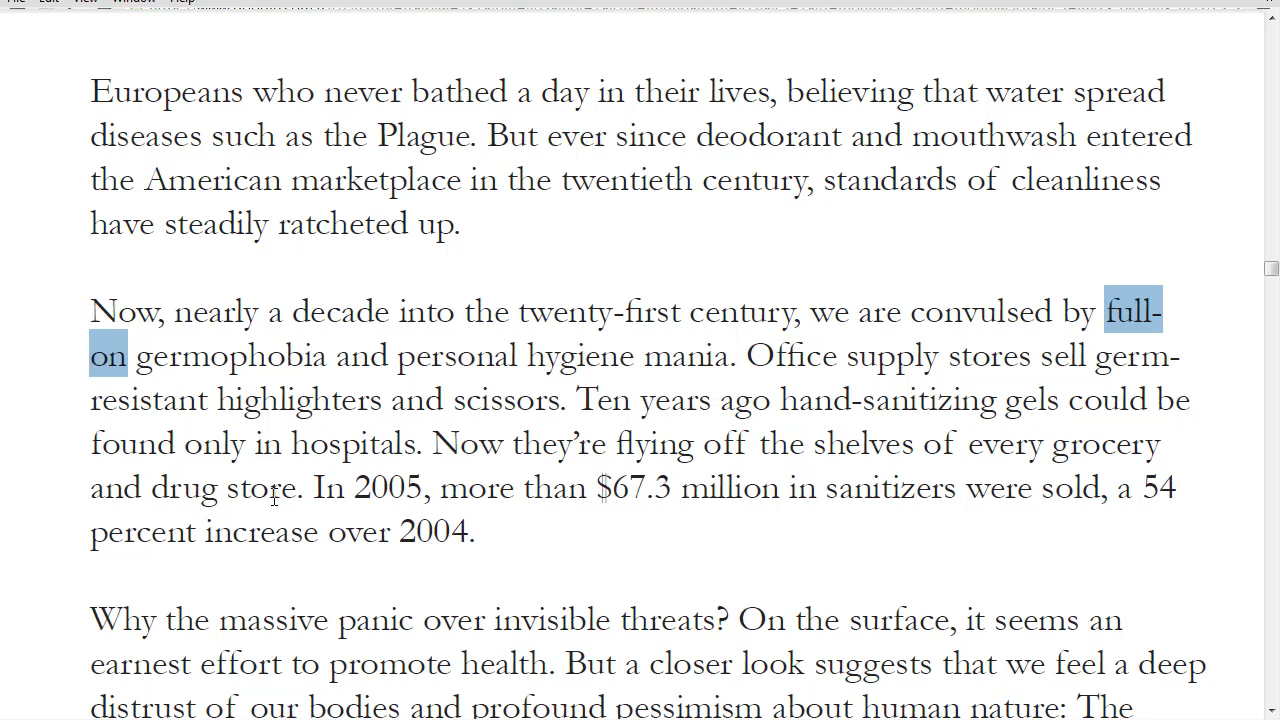 Europeans who never bathed a day in their lives, believing that water spread
diseases such as the Plague. But ever since deodorant and mouthwash entered
the American marketplace in the twentieth century, standards of cleanliness
have steadily ratcheted up.
Now, nearly a decade into the twenty-first century, we are convulsed by full-
on germophobia and personal hygiene mania. Office supply stores sell germ-
resistant highlighters and scissors. Ten years ago hand-sanitizing gels could be
found only in hospitals. Now they’re flying off the shelves of every grocery
and drug store. In 2005, more than $67.3 million in sanitizers were sold, a 54
percent increase over 2004.
Why the massive panic over invisible threats? On the surface, it seems an
earnest effort to promote health. But a closer look suggests that we feel a deep
distrust of our bodies and profound pessimism about human nature: The